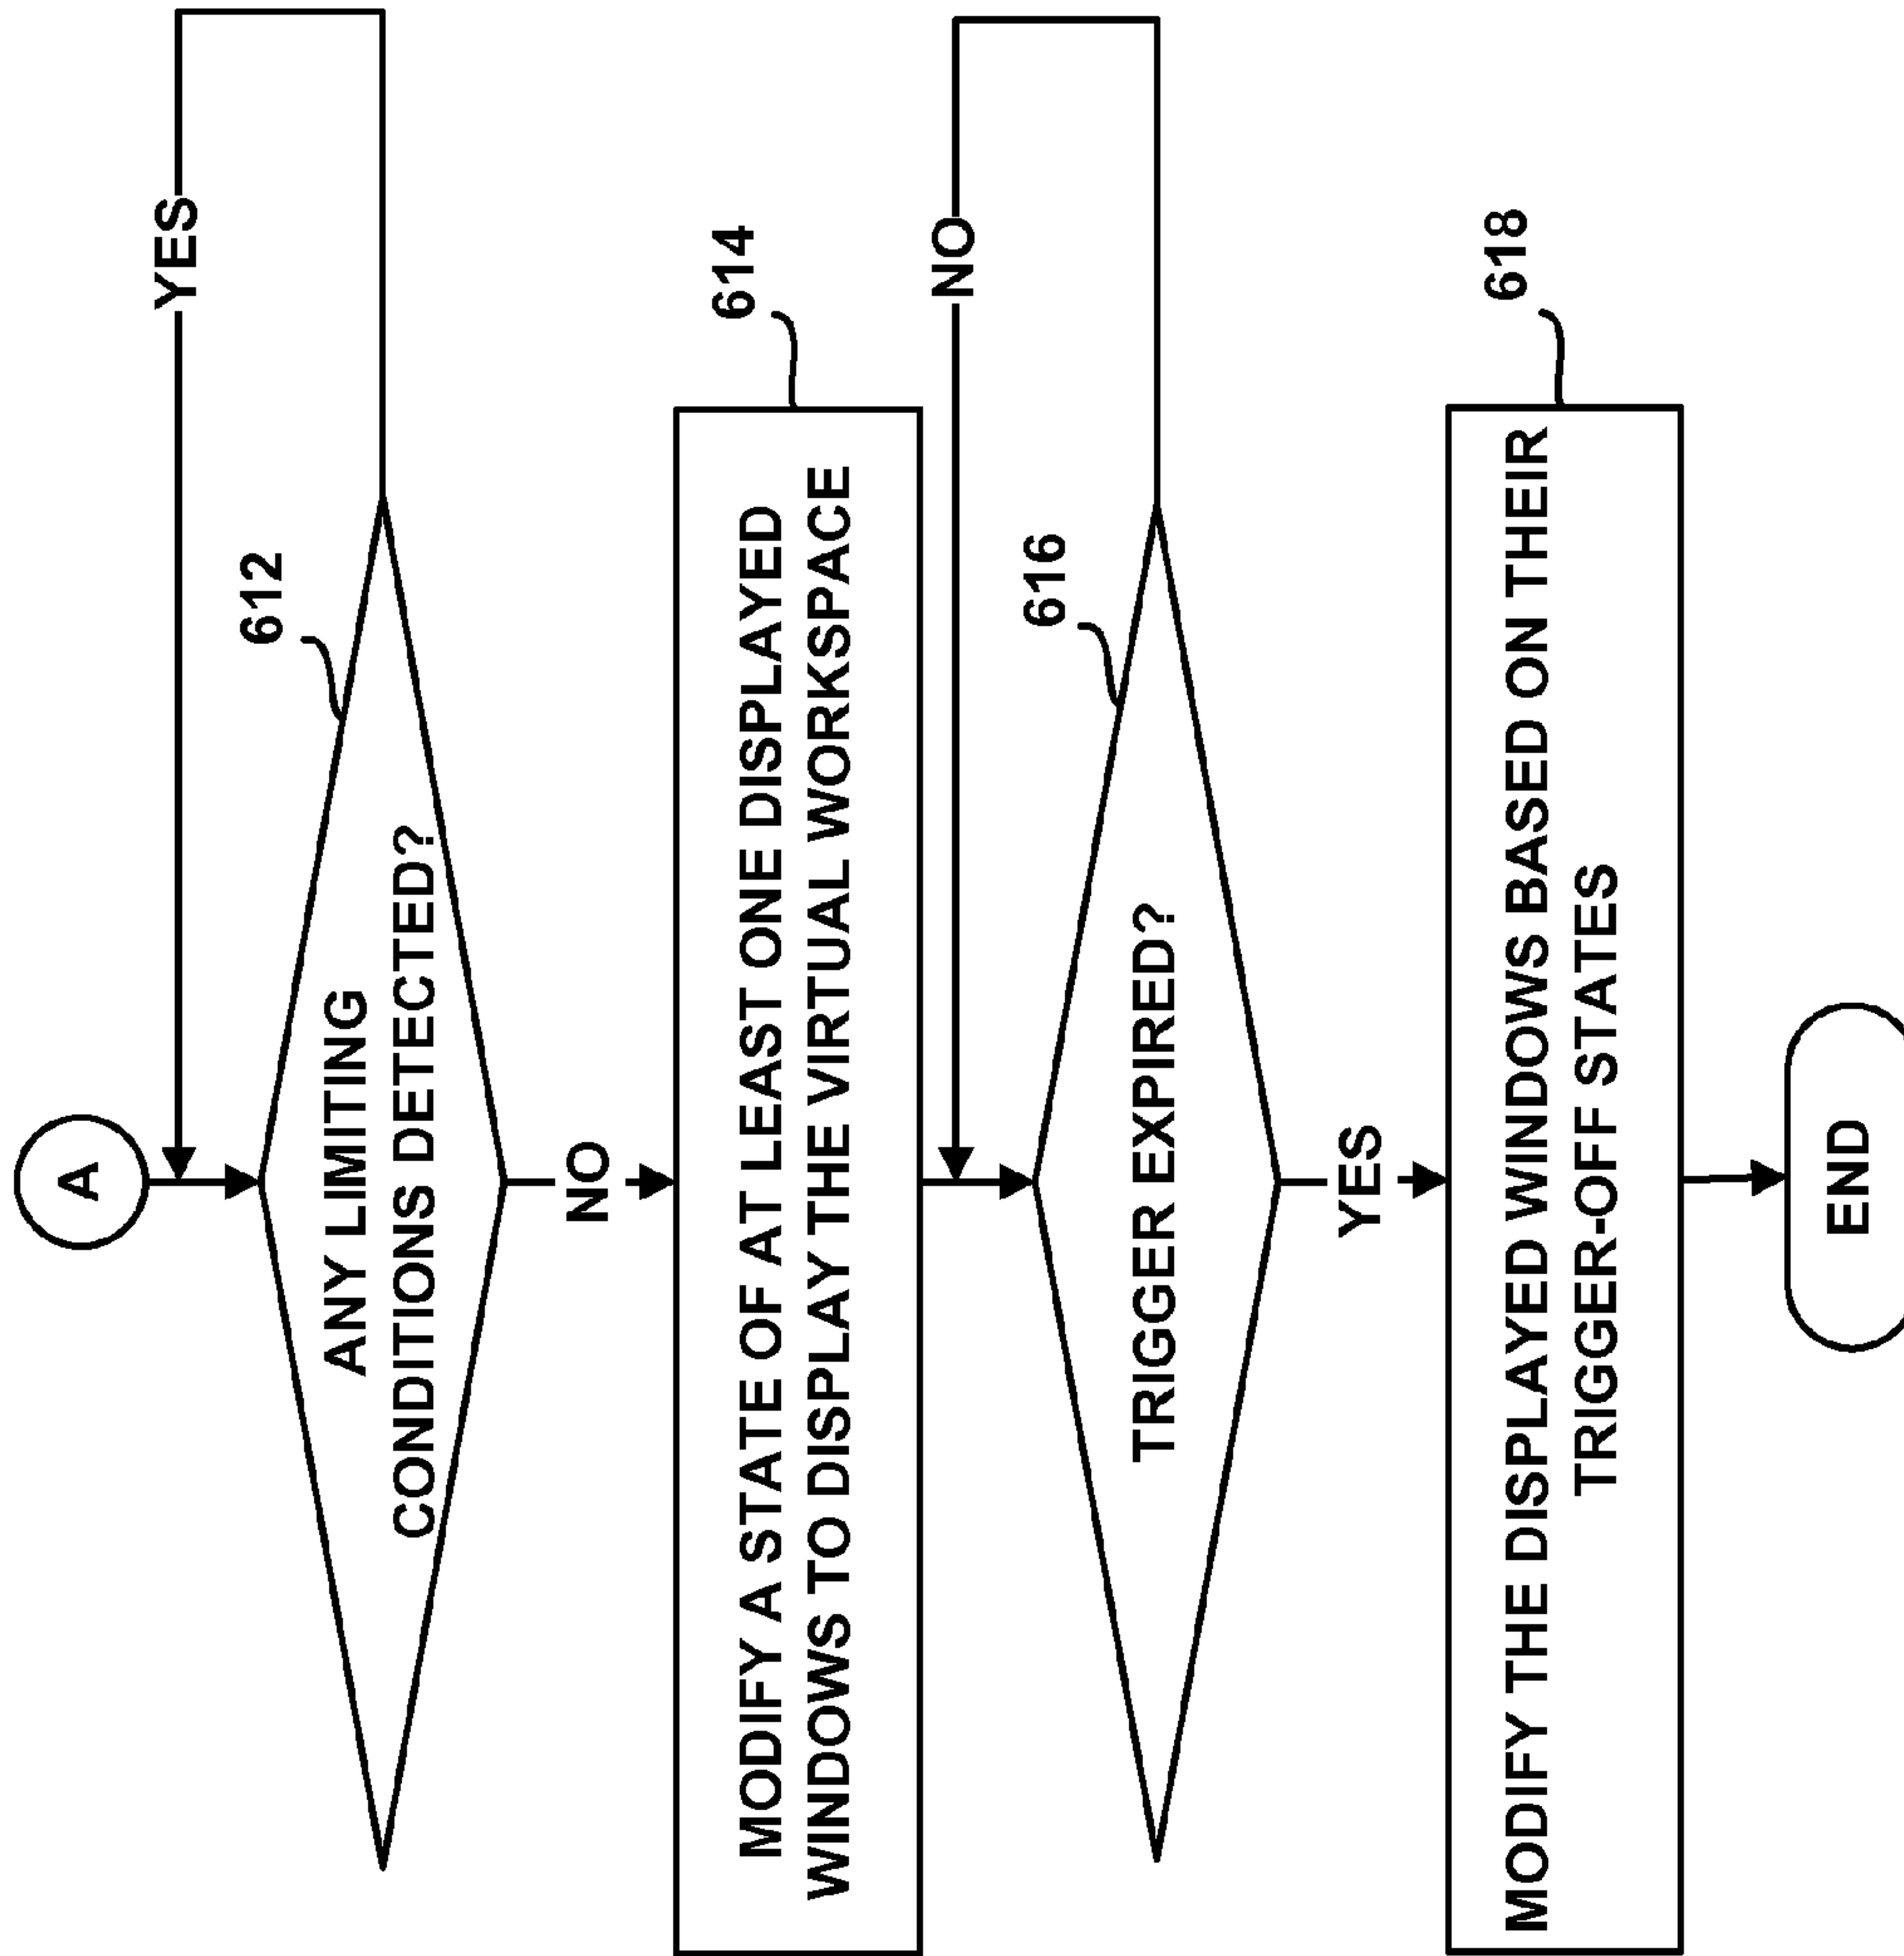 A
YES
612
ANY LIMITING
CONDITIONS DETECTED?
NO
614
MODIFY A STATE OF AT LEAST ONE DISPLAYED
WINDOWS TO DISPLAY THE VIRTUAL WORKSPACE
NO
616
TRIGGER EXPIRED?
YES
618
MODIFY THE DISPLAYED WINDOWS BASED ON THEIR
TRIGGER-OFF STATES
END